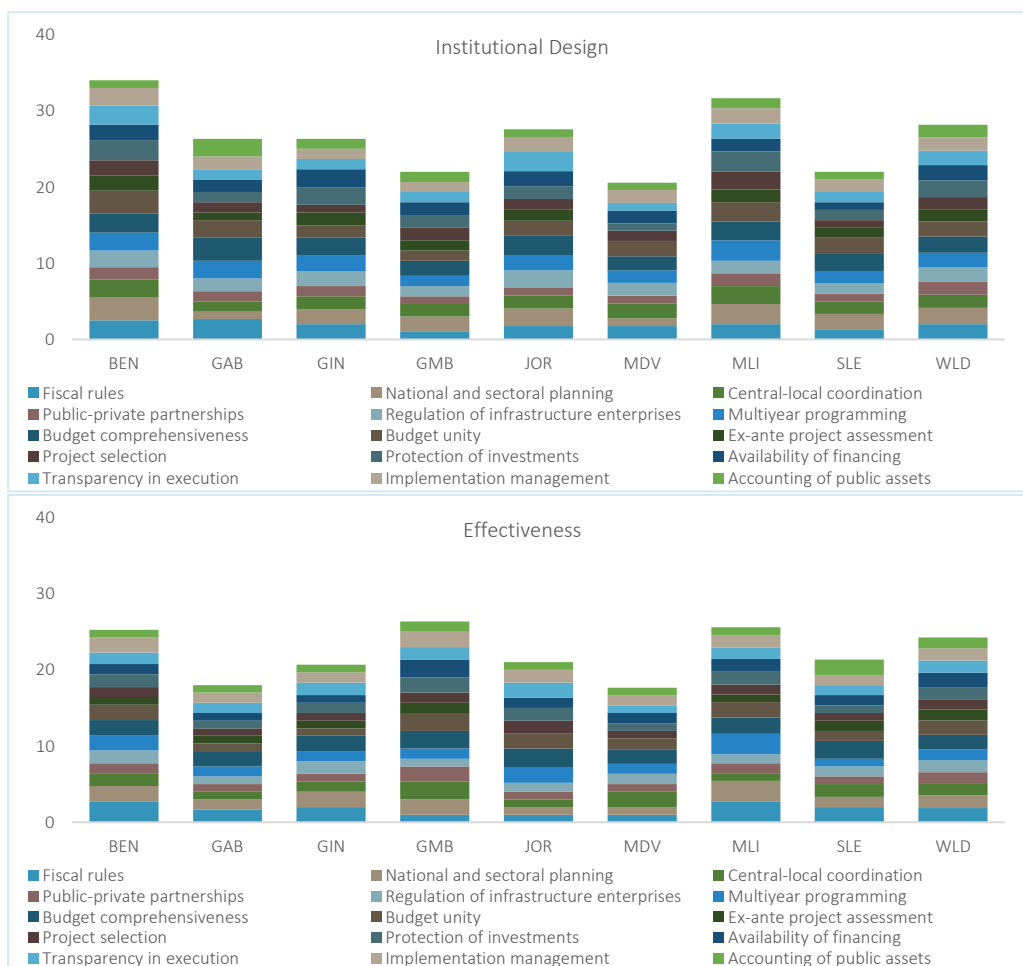 40
Institutional Design
30
20
10
0
BEN GAB GIN GMB JOR MDV MLI SLE WLD
Fiscal rules National and sectoral planning Central-local coordination
Public-private partnerships Regulation of infrastructure enterprises Multiyear programming
Budget comprehensiveness Budget unity Ex-ante project assessment
Project selection Protection of investments Availability of financing
Transparency in execution Implementation management Accounting of public assets
40
Effectiveness
30
20
10
0
BEN GAB GIN GMB JOR MDV MLI SLE WLD
Fiscal rules National and sectoral planning Central-local coordination
Public-private partnerships Regulation of infrastructure enterprises Multiyear programming
Budget comprehensiveness Budget unity Ex-ante project assessment
Project selection Protection of investments Availability of financing
Transparency in execution Implementation management Accounting of public assets